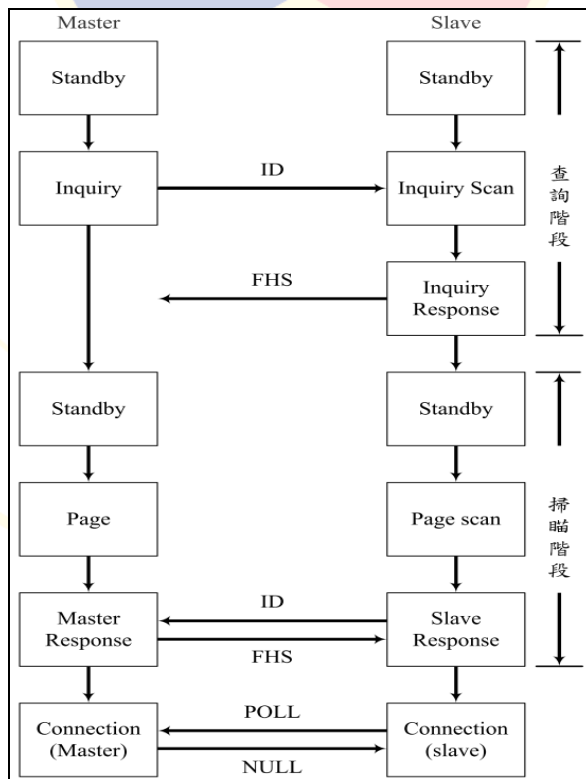 Master Slave
Standby Standby
Inquiry ID Inquiry Scan
FHS Inquiry
Response
查詢階段
Standby Standby
Page Page scan
Master
Response
ID
FHS
Slave
Response
掃瞄階段
Connection
(Master)
POLL
NULL
Connection
(slave)